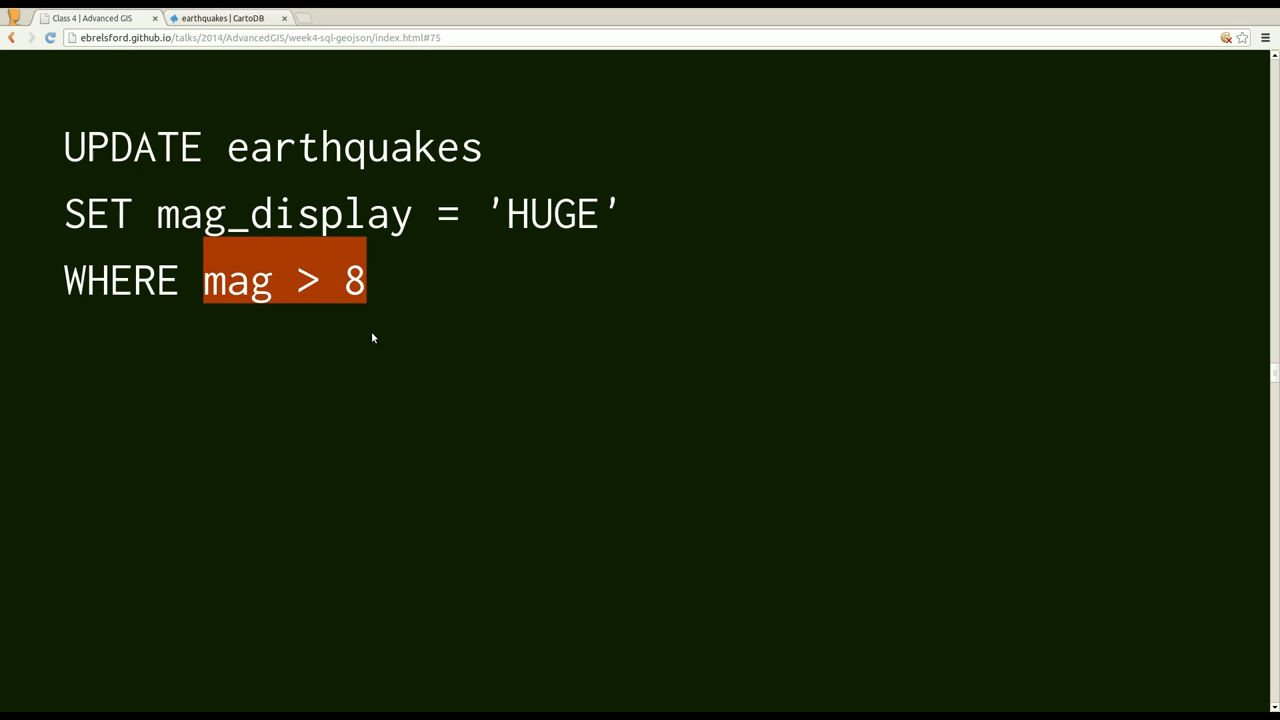 Class 4 | Advanced GIS
earthquakes | CartoDB
ebrelsford.github.io/talks/2014/AdvancedGIS/week4-sql-geojson/index.html#75
UPDATE earthquakes
SET mag_display = 'HUGE'
WHERE mag > 8